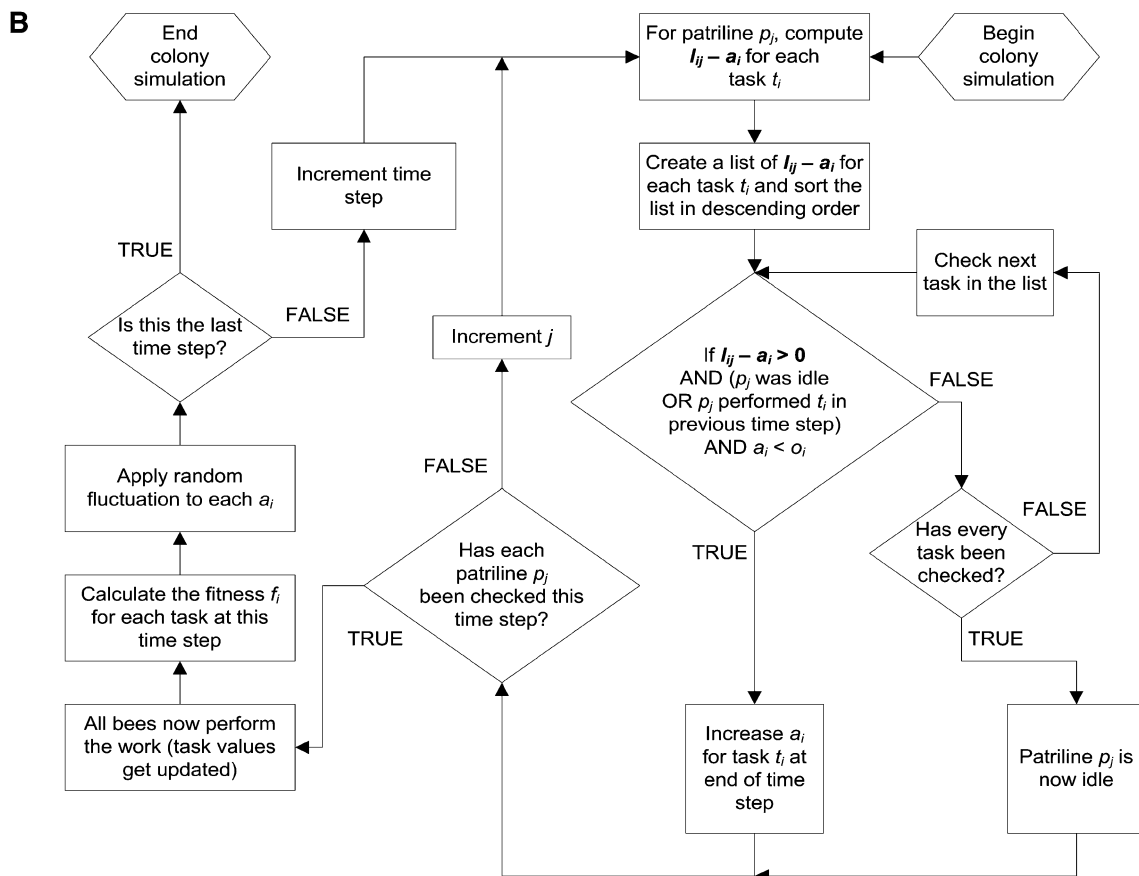 B
End
colony
simulation
For patriline pj, compute
Iij – ai for each
task ti
Begin
colony
simulation
Increment time
step
Create a list of Iij – ai for
each task ti and sort the
list in descending order
TRUE
Check next
task in the list
Is this the last
time step?
FALSE
Increment j
If Iij – ai > 0
AND (pj was idle
OR pj performed ti in
previous time step)
AND ai < oi
FALSE
Apply random
fluctuation to each ai
FALSE
Has each
patriline pj
been checked this
time step?
TRUE
TRUE
Has every
task been
checked?
FALSE
TRUE
Calculate the fitness fi
for each task at this
time step
All bees now perform
the work (task values
get updated)
Increase ai
for task ti at
end of time
step
Patriline pj is
now idle